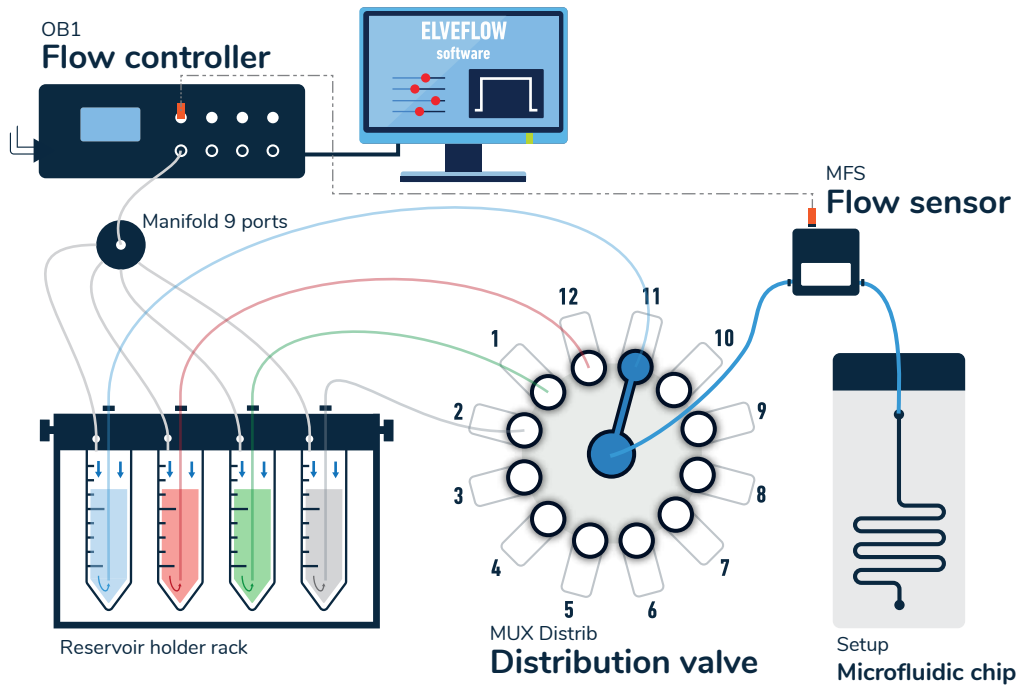 OB1
Flow controller
ELVEFLOW
software
MFS
Flow sensor
Manifold 9 ports
12
11
1
10
2
9
3
8
4
7
5
6
MUX Distrib
Distribution valve
Reservoir holder rack
Setup
Microfluidic chip